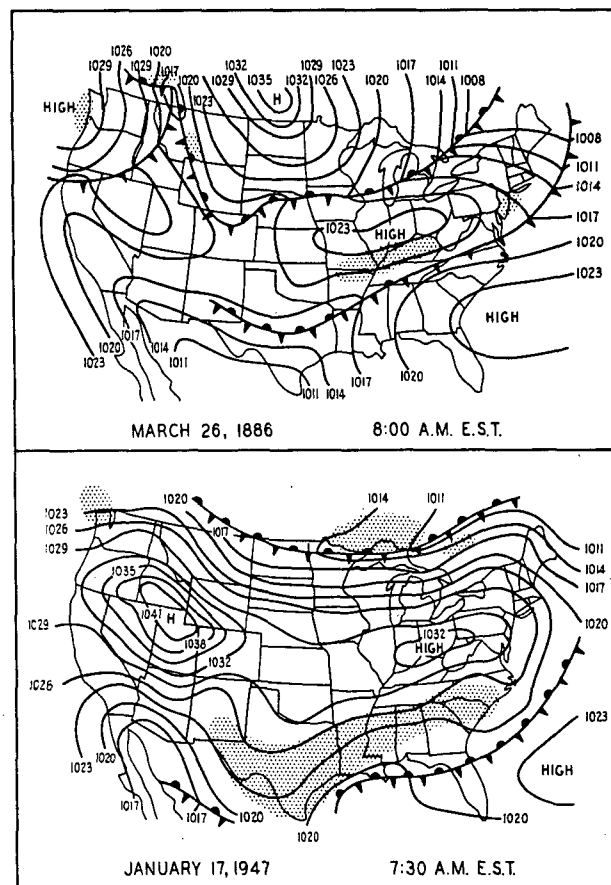 1026 1020 1032 1029
1029 1029 1017 1020 1029 1035 1032 1026 1023 1020 1017 1014 1011 1008
HIGH 1023 H
1008
1011
1014
1017
1023 HIGH
1020
1023
HIGH
1023 1020 1017 1014 1011 1011 1014 1017 1020
MARCH 26, 1886 8:00 A.M. E.S.T.
1023 1020 1014 1011
1026 1017
1029
1011
1035 1014
1017
1041 H
1029 1038 1032 1032 HIGH 1020
1026
1023
1023 1020 HIGH
1017 1017 1020 1020
1020
JANUARY 17, 1947 7:30 A.M. E.S.T.